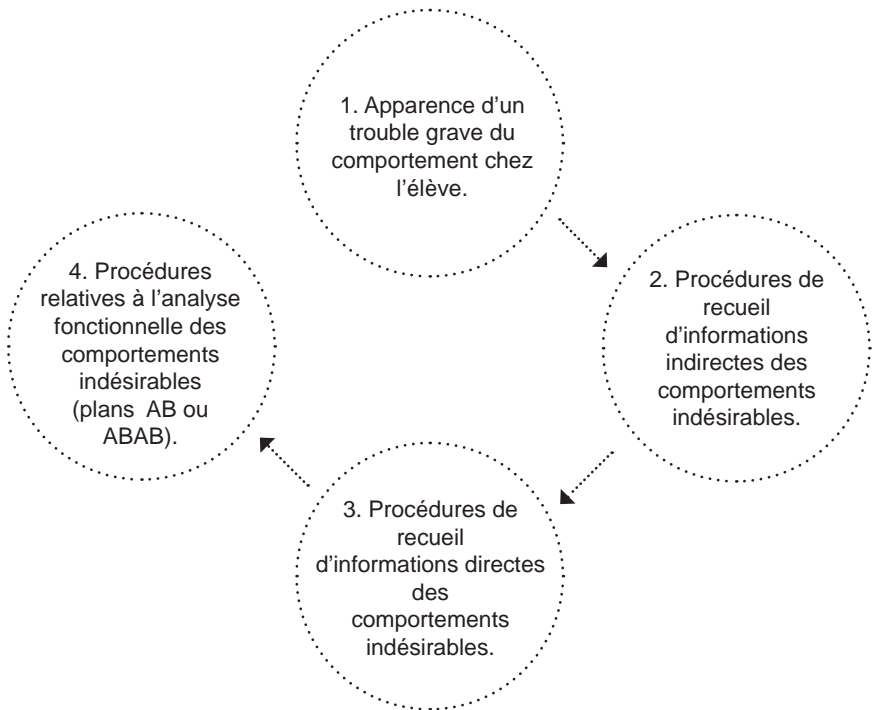 1. Apparence d'un
trouble grave du
comportement chez
l'élève.
2. Procédures de
recueil
d'informations
indirectes des
comportements
indésirables.
3. Procédures de
recueil
d'informations directes
des
comportements
indésirables.
4. Procédures
relatives à l'analyse
fonctionnelle des
comportements
indésirables
(plans AB ou
ABAB).